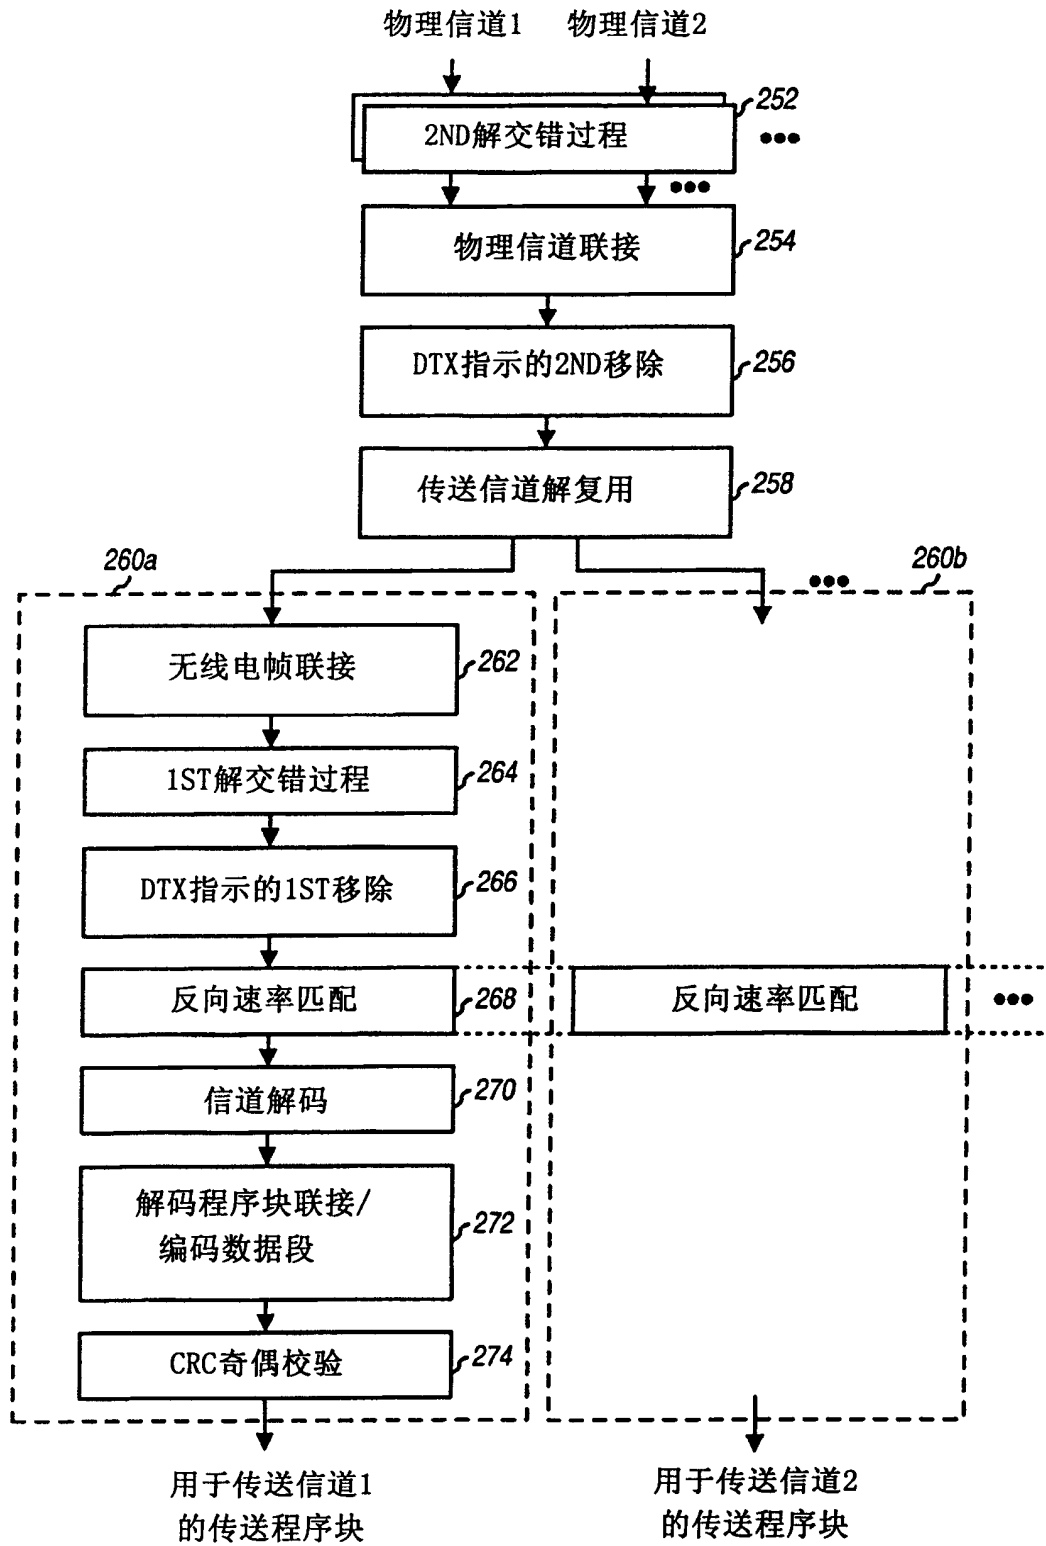 物理信道1 物理信道2
252
2ND解交错过程
254
物理信道联接
256
DTX指示的2ND移除
258
传送信道解复用
260a
260b
无线电帧联接
262
1ST解交错过程
264
DTX指示的1ST移除
266
反向速率匹配
268
反向速率匹配
信道解码
270
解码程序块联接/
编码数据段
272
CRC奇偶校验
274
用于传送信道1
的传送程序块
用于传送信道2
的传送程序块